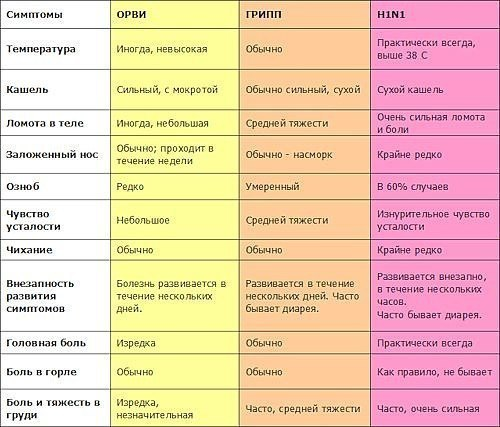 Симптомы ОРВИ ГРИПП H1N1
Температура Иногда, невысокая Обычно Практически всегда,
выше 38 С
Кашель Сильный, с мокротой Обычно сильный, сухой Сухой кашель
Ломота в теле Иногда, небольшая Средней тяжести Очень сильная ломота
и боли
Заложенный нос Обычно; проходит в
течение недели Обычно - насморк Крайне редко
Озноб Редко Умеренный В 60% случаев
Чувство
усталости Небольшое Средней тяжести Изнурительное чувство
усталости
Чихание Обычно Обычно Крайне редко
Внезапность
развития
симптомов Болезнь развивается в
течение нескольких
дней. Развивается в течение
нескольких дней. Часто
бывает диарея. Развивается внезапно,
в течение нескольких
часов.
Часто бывает диарея.
Головная боль Изредка Обычно Практически всегда
Боль в горле Обычно Обычно Как правило, не бывает
Боль и тяжесть в
груди Изредка,
незначительная Часто, средней тяжести Часто, очень сильная